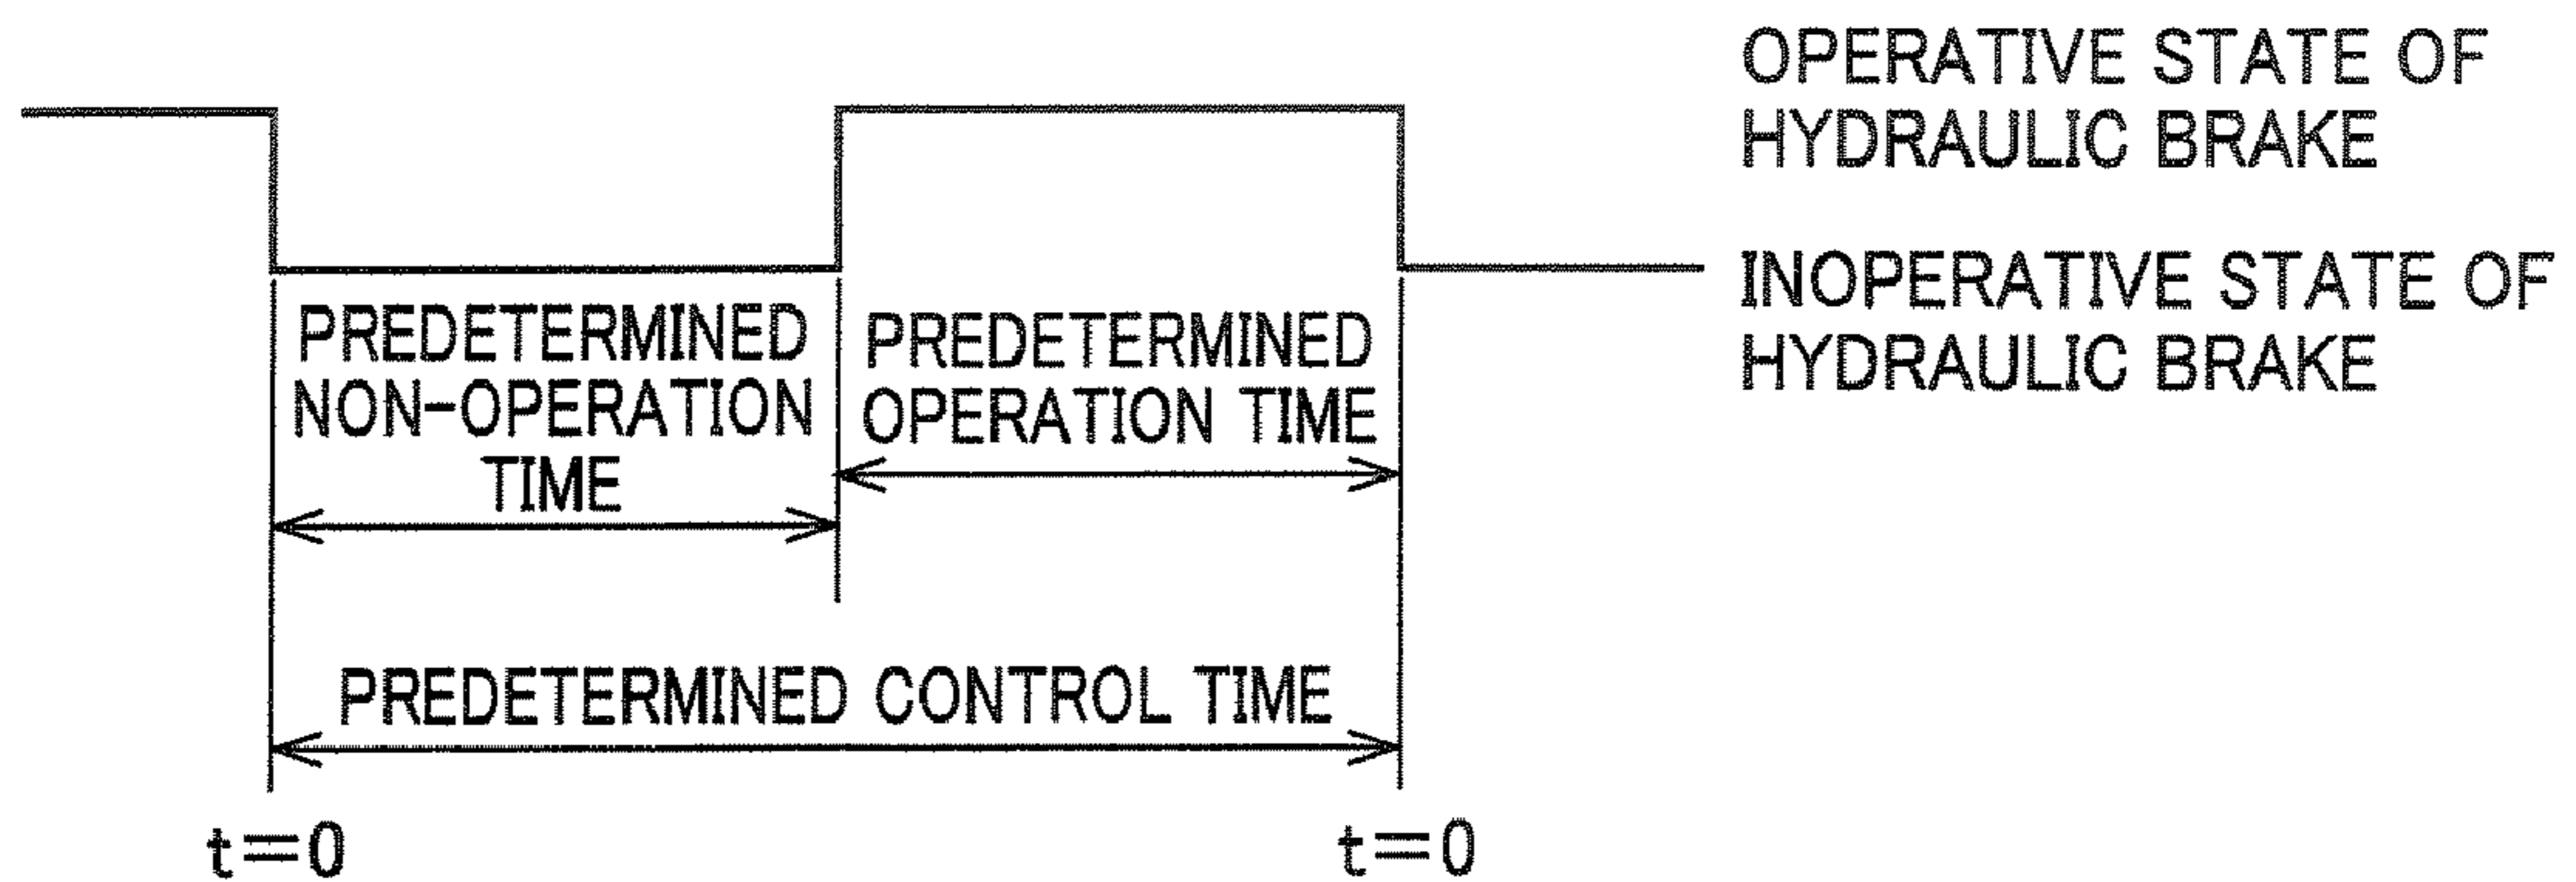 OPERATIVE STATE OF
HYDRAULIC BRAKE
INOPERATIVE STATE OF
HYDRAULIC BRAKE
PREDETERMINED
NON-OPERATION
TIME
PREDETERMINED
OPERATION TIME
PREDETERMINED CONTROL TIME
t=0
t=0